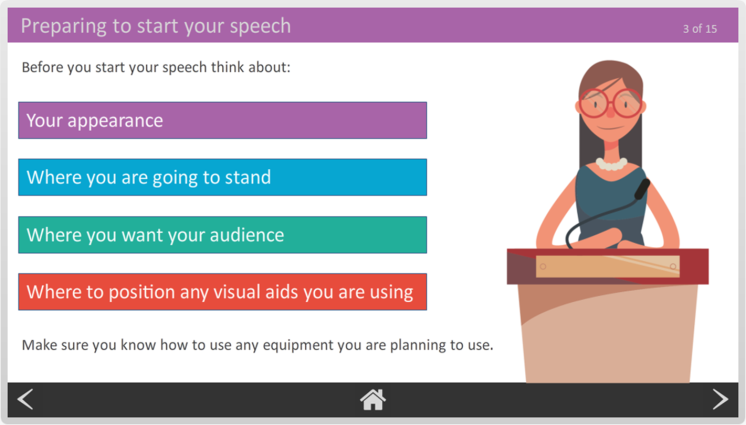 Preparing to start your speech
3 of 15
Before you start your speech think about:
Your appearance
Where you are going to stand
Where you want your audience
Where to position any visual aids you are using
Make sure you know how to use any equipment you are planning to use.